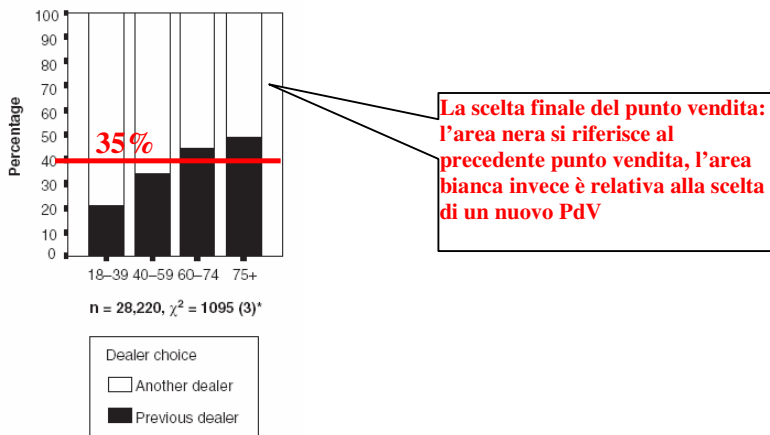 100
90
80
70
60
50
40
30
20
10
0
Percentage
35%
18–39 40–59 60–74 75+
n = 28,220, χ² = 1095 (3)*
Dealer choice
Another dealer
Previous dealer
La scelta finale del punto vendita:
l'area nera si riferisce al
precedente punto vendita, l'area
bianca invece è relativa alla scelta
di un nuovo PdV